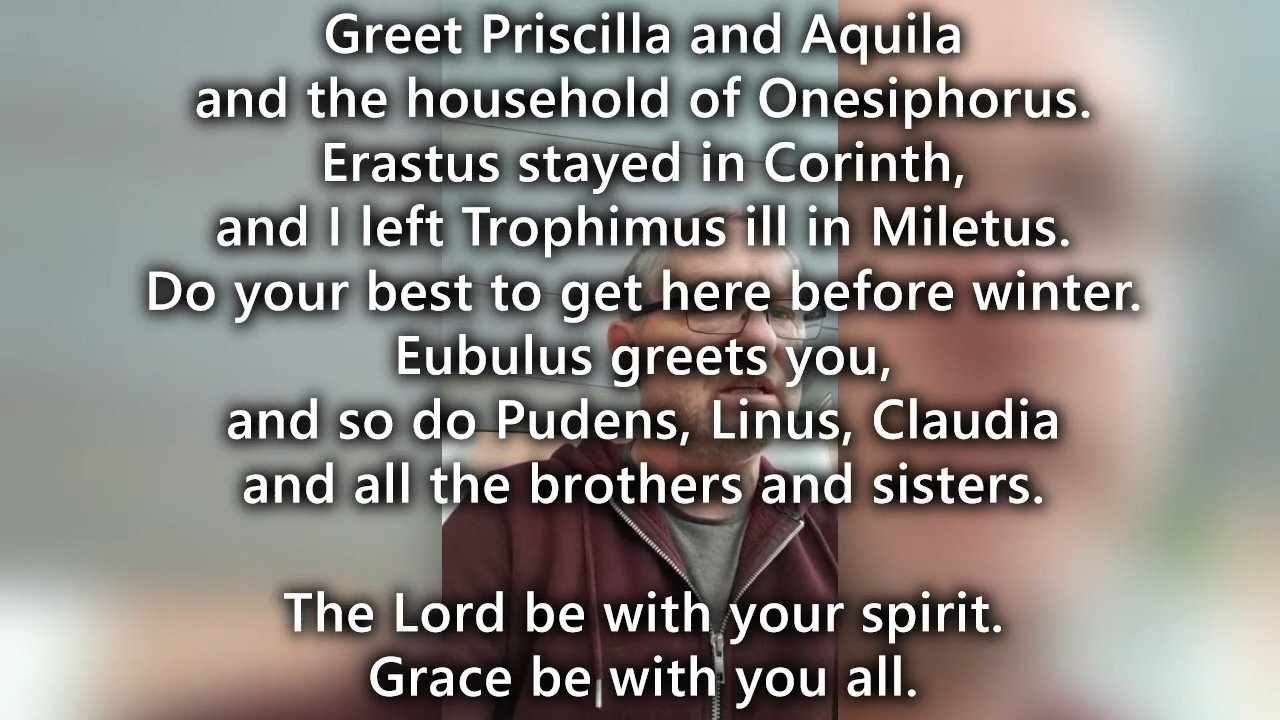 Greet Priscilla and Aquila
and the household of Onesiphorus.
Erastus stayed in Corinth,
and I left Trophimus ill in Miletus.
Do your best to get here before winter.
Eubulus greets you,
and so do Pudens, Linus, Claudia
and all the brothers and sisters.
The Lord be with your spirit.
Grace be with you all.